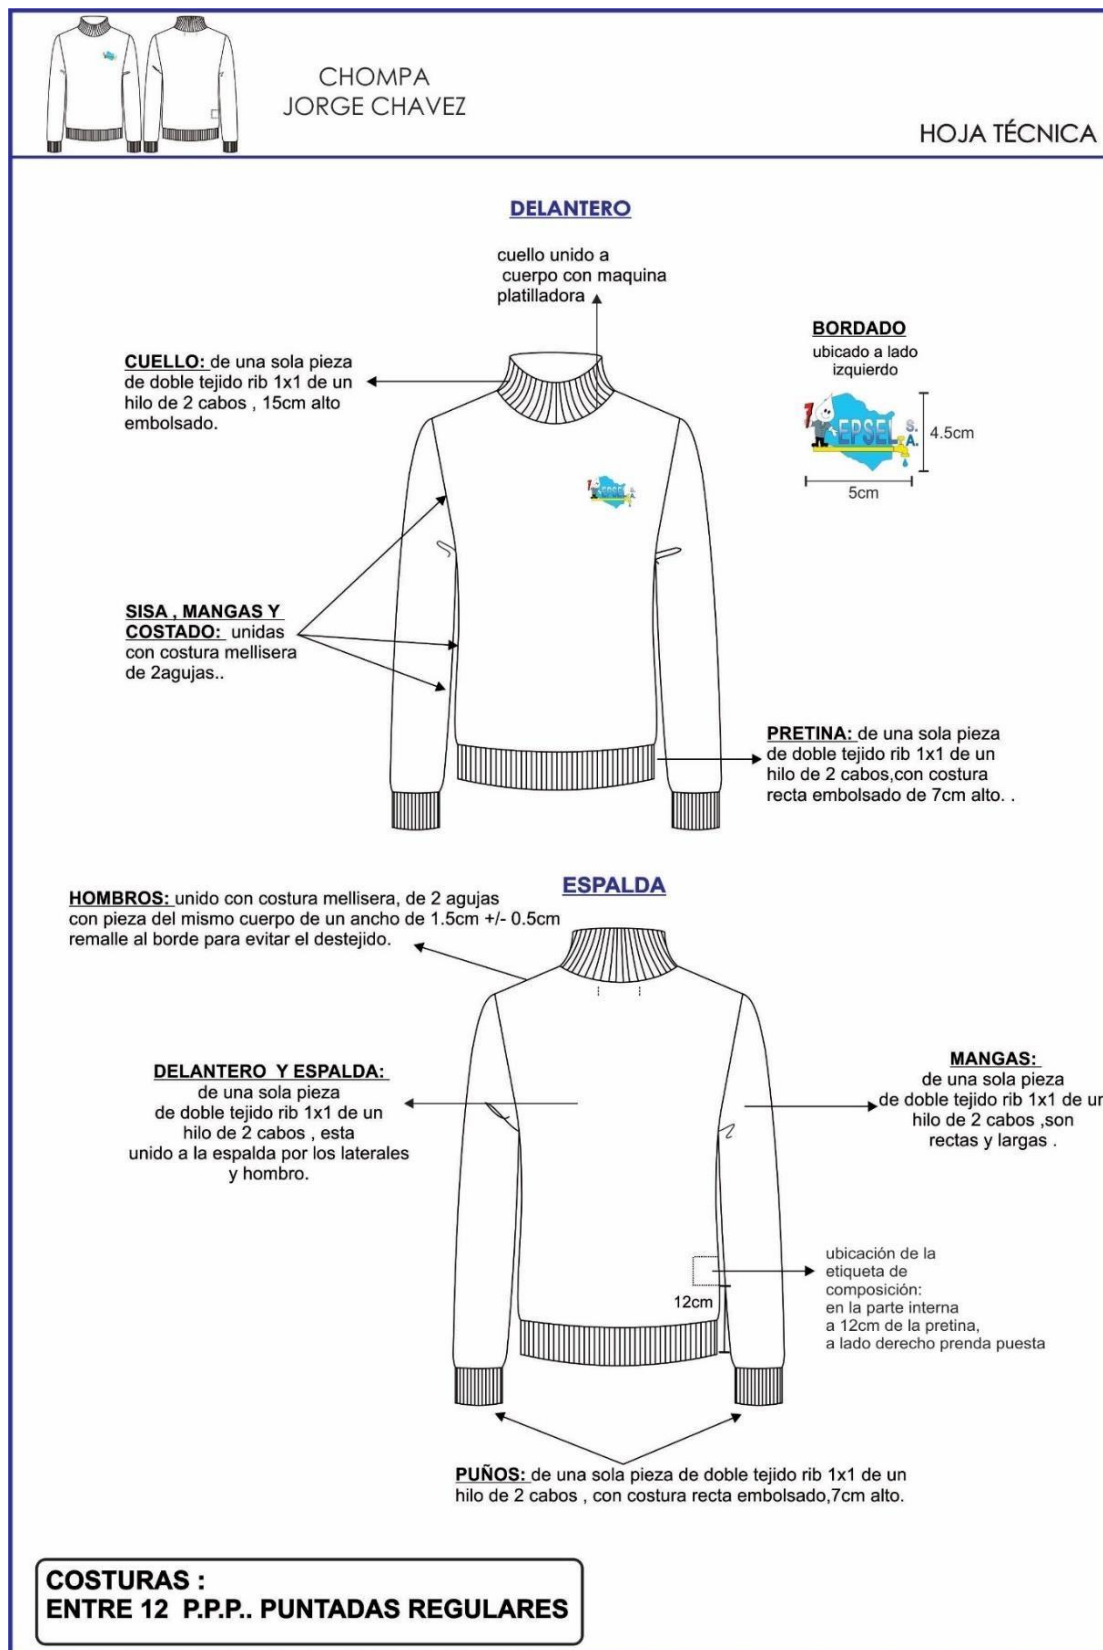 CHOMPA
JORGE CHAVEZ
HOJA TÉCNICA
DELANTERO
cuello unido a
cuerpo con maquina
platilladora
BORDADO
ubicado a lado
izquierdo
CUELLO: de una sola pieza
de doble tejido rib 1x1 de un
hilo de 2 cabos , 15cm alto
embolsado.
EPSEL S.A.
4.5cm
5cm
EPSEL
SISA , MANGAS Y
COSTADO: unidas
con costura mellisera
de 2agujas..
PRETINA: de una sola pieza
de doble tejido rib 1x1 de un
hilo de 2 cabos,con costura
recta embolsado de 7cm alto. .
ESPALDA
HOMBROS: unido con costura mellisera, de 2 agujas
con pieza del mismo cuerpo de un ancho de 1.5cm +/- 0.5cm
remalle al borde para evitar el destejido.
DELANTERO Y ESPALDA:
de una sola pieza
de doble tejido rib 1x1 de un
hilo de 2 cabos , esta
unido a la espalda por los laterales
y hombro.
MANGAS:
de una sola pieza
de doble tejido rib 1x1 de un
hilo de 2 cabos ,son
rectas y largas .
ubicación de la
etiqueta de
composición:
en la parte interna
a 12cm de la pretina,
a lado derecho prenda puesta
12cm
PUÑOS: de una sola pieza de doble tejido rib 1x1 de un
hilo de 2 cabos , con costura recta embolsado,7cm alto.
COSTURAS :
ENTRE 12 P.P.P.. PUNTADAS REGULARES